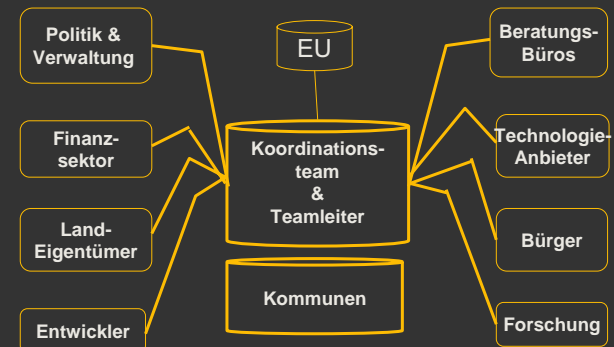 Politik &
Verwaltung
EU
Beratungs-
Büros
Finanz-
sektor
Koordinations-
team
&
Teamleiter
Technologie-
Anbieter
Land-
Eigentümer
Bürger
Kommunen
Entwickler
Forschung